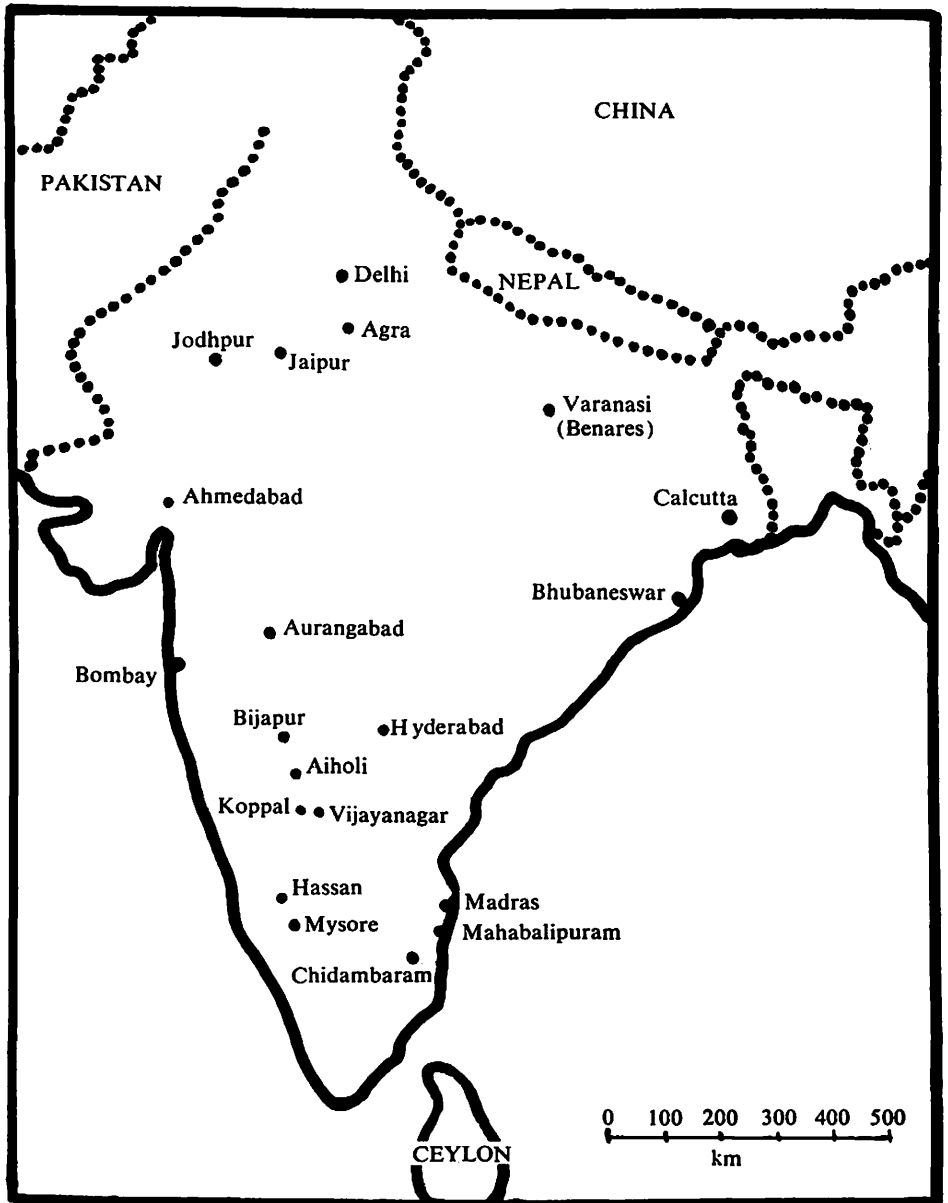 CHINA
PAKISTAN
Delhi
NEPAL
Agra
Jodhpur
Jaipur
Varanasi
(Benares)
Ahmedabad
Calcutta
Bhubaneswar
Aurangabad
Bombay
Bijapur
Hyderabad
Aiholi
Koppal
Vijayanagar
Hassan
Madras
Mysore
Mahabalipuram
Chidambaram
0 100 200 300 400 500
km
CEYLON